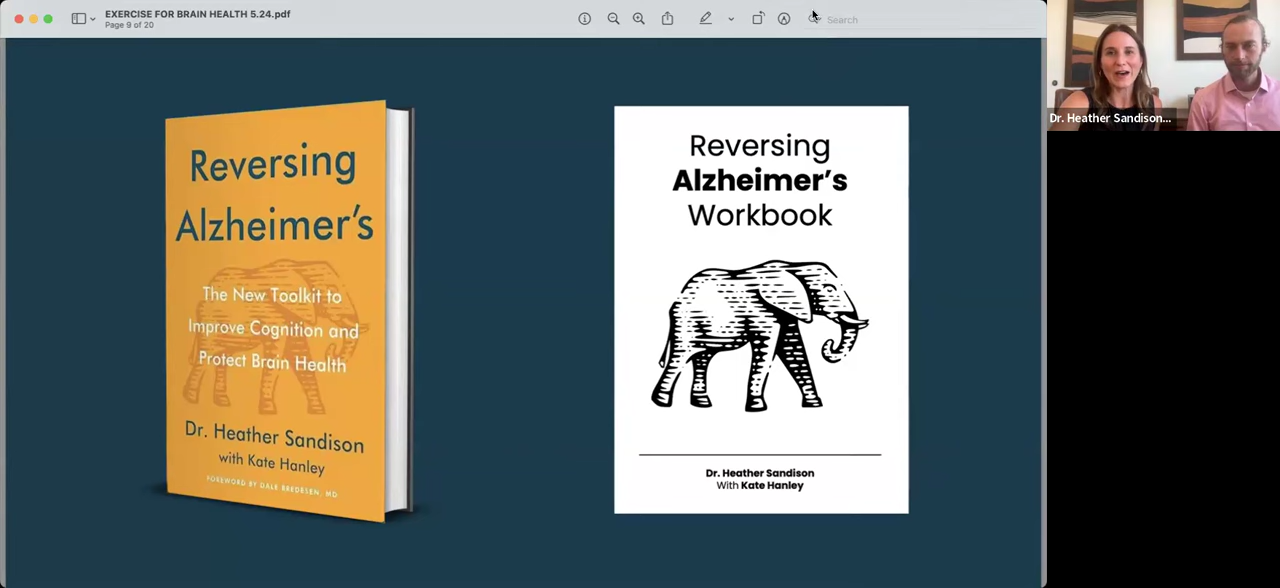 EXERCISE FOR BRAIN HEALTH 5.24.pdf
Page 9 of 20
Search
Dr. Heather Sandison...
Reversing
Alzheimer's
The New Toolkit to
Improve Cognition and
Protect Brain Health
Dr. Heather Sandison
with Kate Hanley
FOREWORD BY DALE BREDESEN, MD
Reversing
Alzheimer's
Workbook
Dr. Heather Sandison
With Kate Hanley